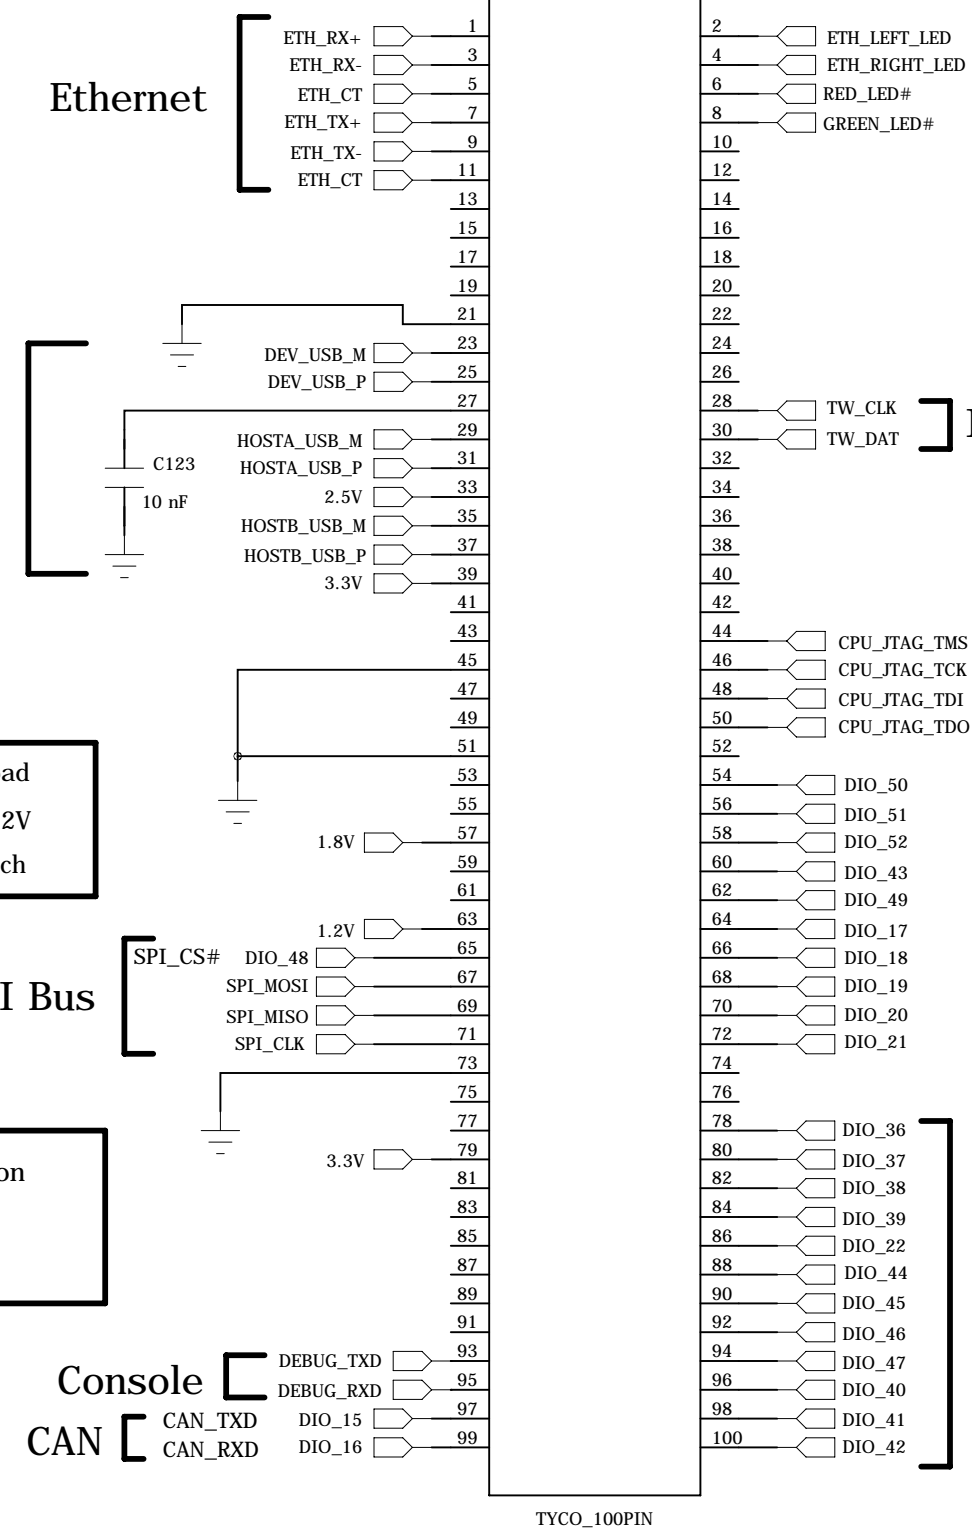 1 2
ETH_RX+ ETH_LEFT_LED
3 4
ETH_RX- ETH_RIGHT_LED
5 6
Ethernet ETH_CT RED_LED#
7 8
ETH_TX+ GREEN_LED#
9 10
ETH_TX-
11 12
ETH_CT
13 14
15 16
17 18
19 20
21 22
23 24
DEV_USB_M
25 26
DEV_USB_P
27 28
TW_CLK
29 30
HOSTA_USB_M TW_DAT
31 32
C123 HOSTA_USB_P
33 34
10 nF 2.5V
35 36
HOSTB_USB_M
37 38
HOSTB_USB_P
39 40
3.3V
41 42
43 44
CPU_JTAG_TMS
45 46
CPU_JTAG_TCK
47 48
CPU_JTAG_TDI
49 50
CPU_JTAG_TDO
51 52
ad
53 54
DIO_50
55 56
2V DIO_51
57 58
1.8V DIO_52
59 60
ch DIO_43
61 62
DIO_49
63 64
1.2V DIO_17
65 66
SPI_CS# DIO_48 DIO_18
67 68
SPI_MOSI DIO_19
I Bus
69 70
SPI_MISO DIO_20
71 72
SPI_CLK DIO_21
73 74
75 76
77 78
DIO_36
79 80
3.3V DIO_37
on
81 82
DIO_38
83 84
DIO_39
85 86
DIO_22
87 88
DIO_44
89 90
DIO_45
91 92
DIO_46
93 94
DEBUG_TXD DIO_47
Console
95 96
DEBUG_RXD DIO_40
97 98
CAN_TXD DIO_15 DIO_41
CAN
99 100
CAN_RXD DIO_16 DIO_42
TYCO_100PIN